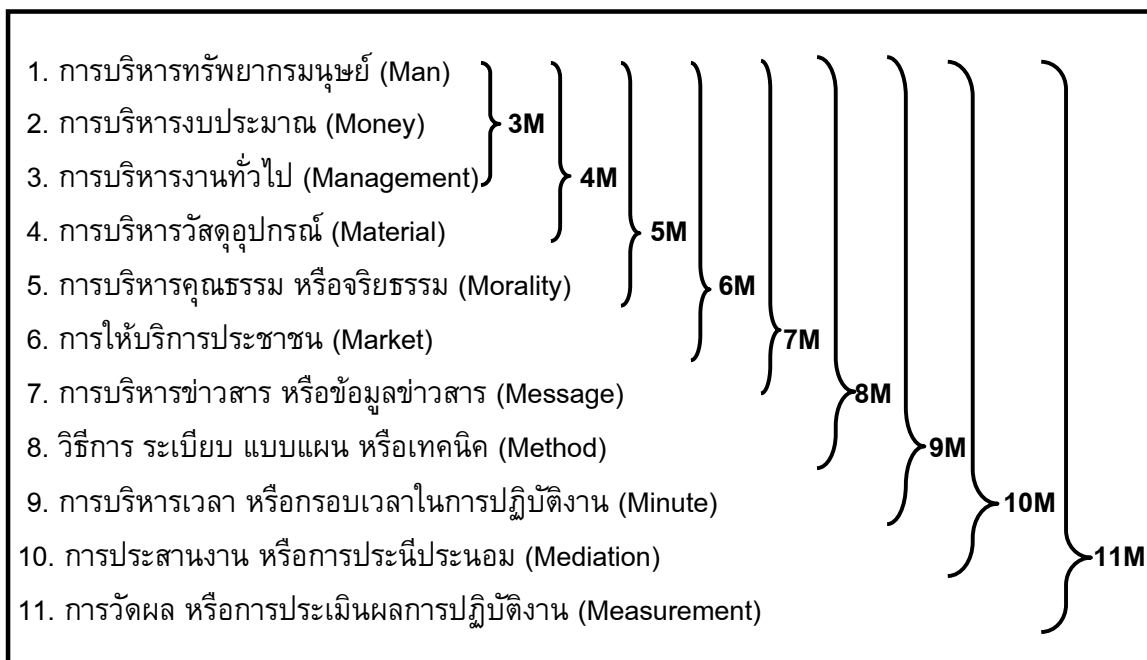 1. การบริหารทรัพยากรมนุษย์ (Man)
2. การบริหารงบประมาณ (Money) 3M
3. การบริหารงานทั่วไป (Management) 4M
4. การบริหารวัสดุอุปกรณ์ (Material) 5M
5. การบริหารคุณธรรม หรือจริยธรรม (Morality) 6M
6. การให้บริการประชาชน (Market) 7M
7. การบริหารข่าวสาร หรือข้อมูลข่าวสาร (Message) 8M
8. วิธีการ ระเบียบ แบบแผน หรือเทคนิค (Method) 9M
9. การบริหารเวลา หรือกรอบเวลาในการปฏิบัติงาน (Minute) 10M
10. การประสานงาน หรือการประนีประนอม (Mediation) 11M
11. การวัดผล หรือการประเมินผลการปฏิบัติงาน (Measurement)